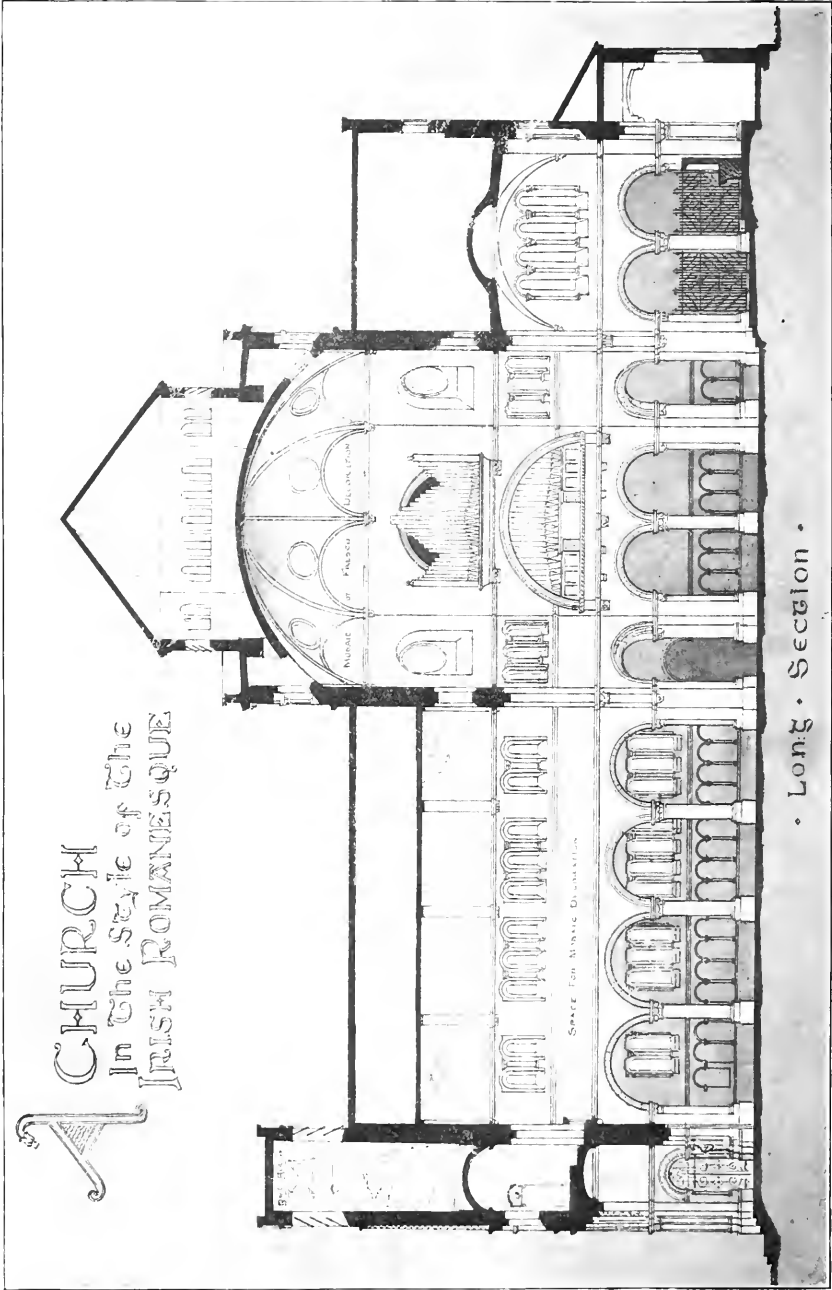 A CHURCH
In The Style of The
IRISH ROMANESQUE
MOSAIC OR FRESCO DECORATION
SPACE FOR MOSAIC DECORATION
· Long · Section ·